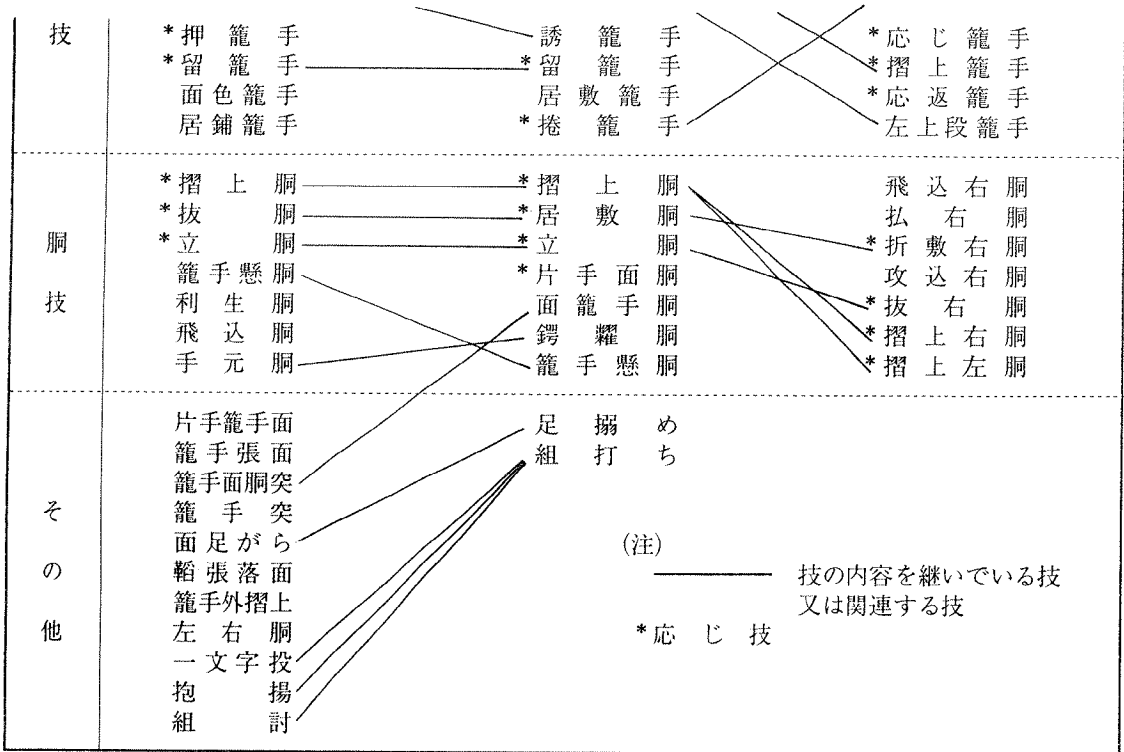 技
*押籠手
*留籠手
面色籠手
居鋪籠手
誘籠手
*留籠手
居敷籠手
*捲籠手
*応じ籠手
*摺上籠手
*応返籠手
左上段籠手
胴技
*摺上胴
*抜胴
*立胴
籠手懸胴
利生胴
飛込胴
手元胴
*摺上胴
*居敷胴
*立胴
*片手面胴
面籠手胴
鍔糶胴
籠手懸胴
飛込右胴
払右胴
*折敷右胴
攻込右胴
*抜右胴
*摺上右胴
*摺上左胴
その他
片手籠手面
籠手張面
籠手面胴突
籠手突
面足がら
鞱張落面
籠手外摺上
左右胴
一文字投
抱揚
組討
足搦め
組打ち
(注)
技の内容を継いでいる技
又は関連する技
*応じ技